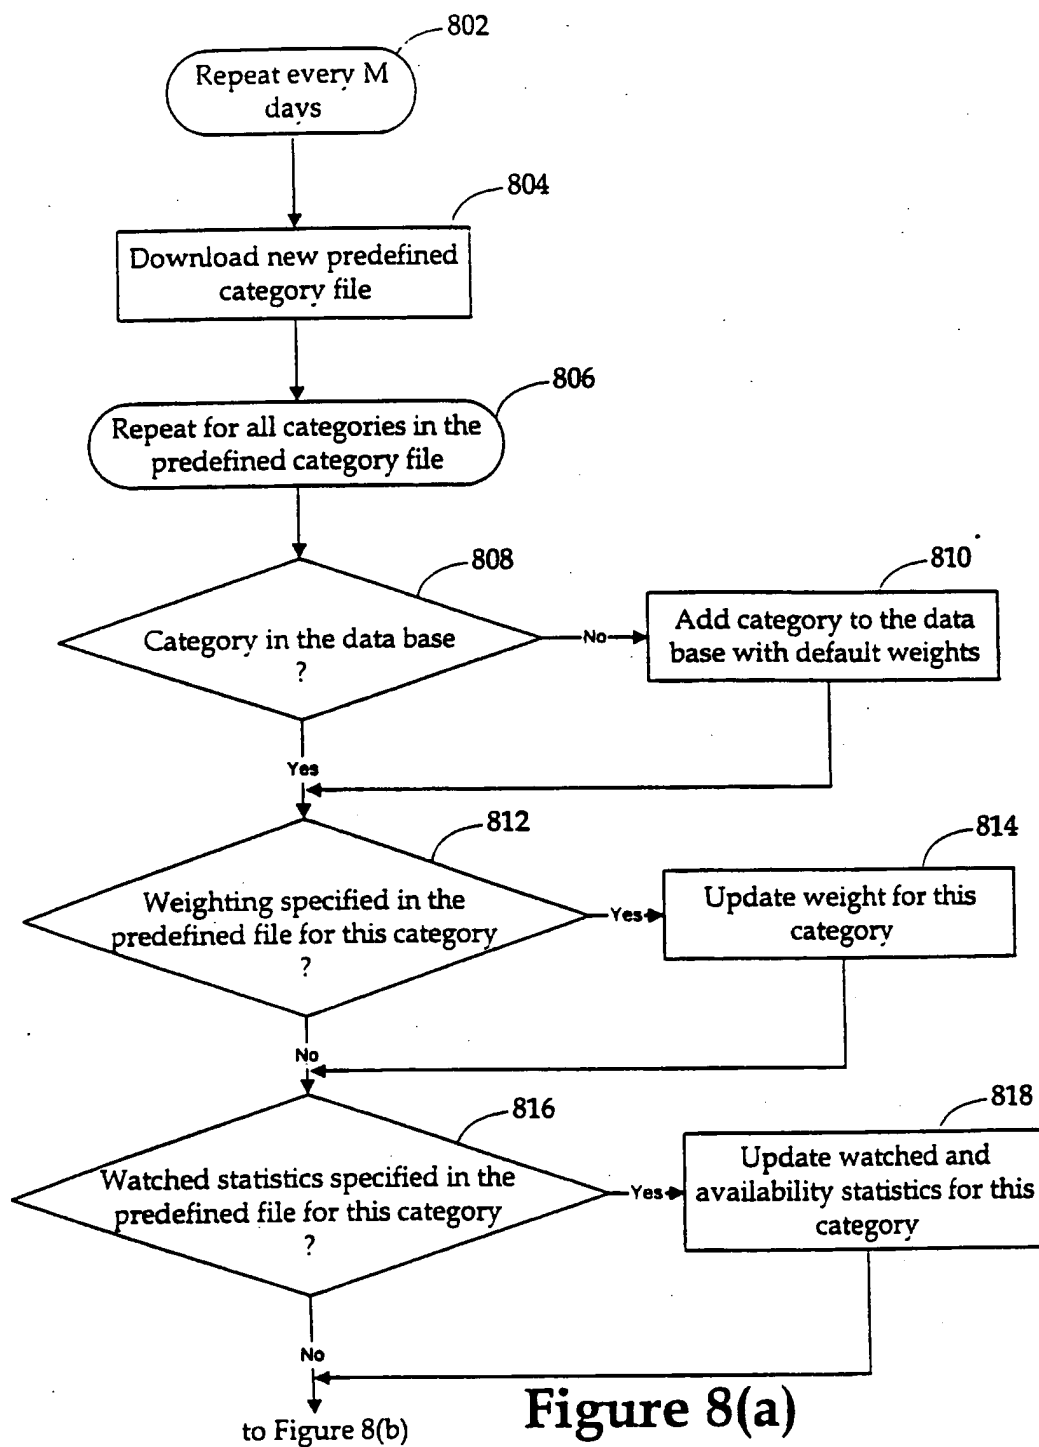 802
Repeat every M
days
804
Download new predefined
category file
806
Repeat for all categories in the
predefined category file
808
Category in the data base
?
No
810
Add category to the data
base with default weights
Yes
812
Weighting specified in the
predefined file for this category
?
Yes
814
Update weight for this
category
No
816
Watched statistics specified in the
predefined file for this category
?
Yes
818
Update watched and
availability statistics for this
category
No
to Figure 8(b)
Figure 8(a)